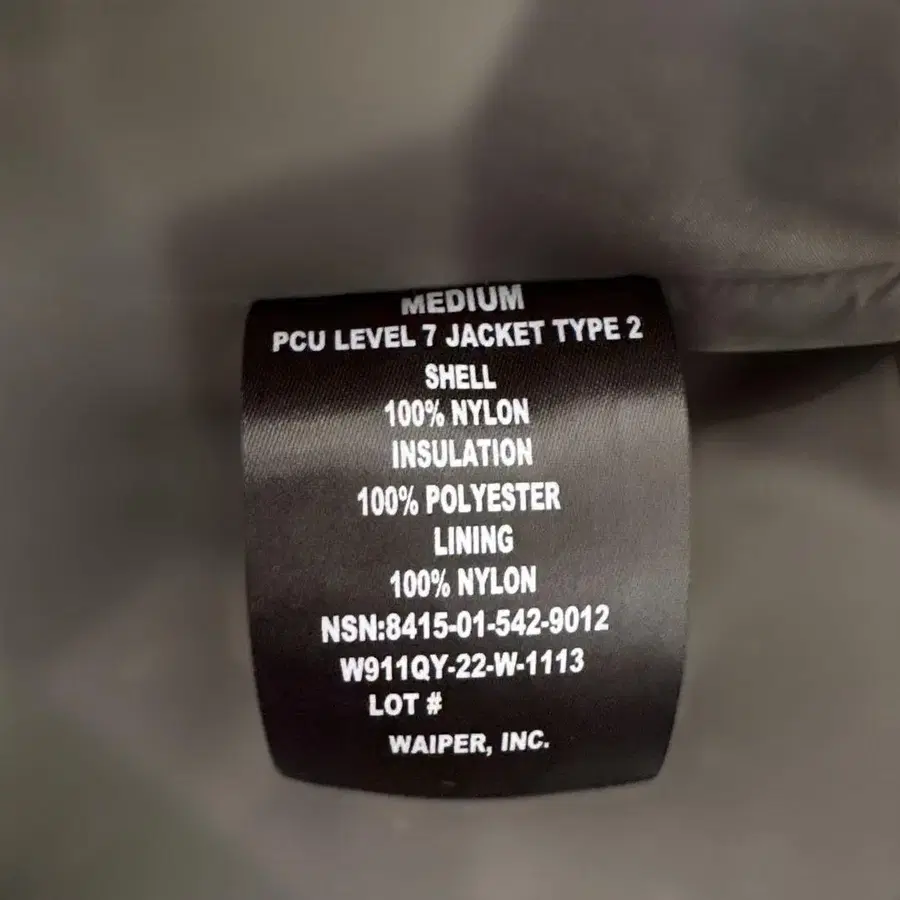 MEDIUM
PCU LEVEL 7 JACKET TYPE 2
SHELL
100% NYLON
INSULATION
100% POLYESTER
LINING
100% NYLON
NSN:8415-01-542-9012
W911QY-22-W-1113
LOT #
WAIPER, INC.